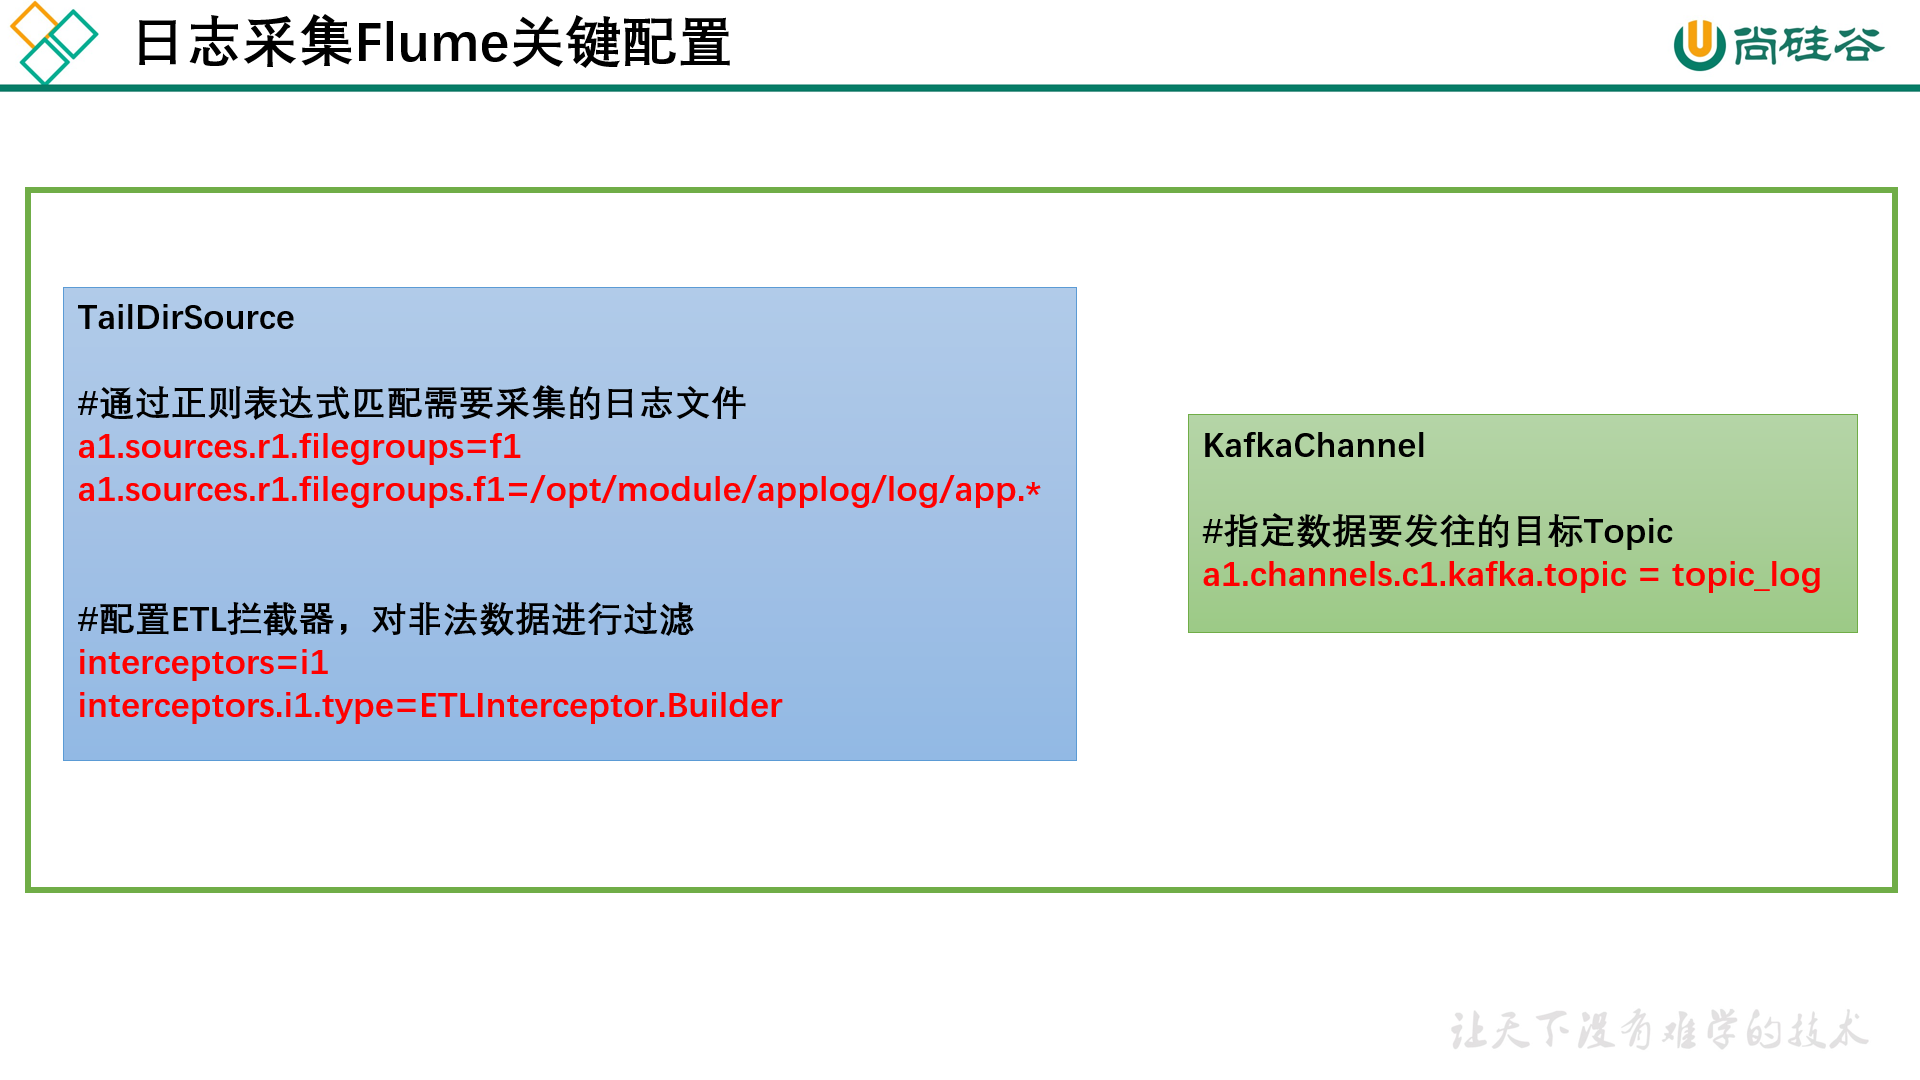 日志采集Flume关键配置
尚硅谷
TailDirSource
#通过正则表达式匹配需要采集的日志文件
a1.sources.r1.filegroups=f1
a1.sources.r1.filegroups.f1=/opt/module/applog/log/app.*
#配置ETL拦截器，对非法数据进行过滤
interceptors=i1
interceptors.i1.type=ETLInterceptor.Builder
KafkaChannel
#指定数据要发往的目标Topic
a1.channels.c1.kafka.topic = topic_log
让天下没有难学的技术